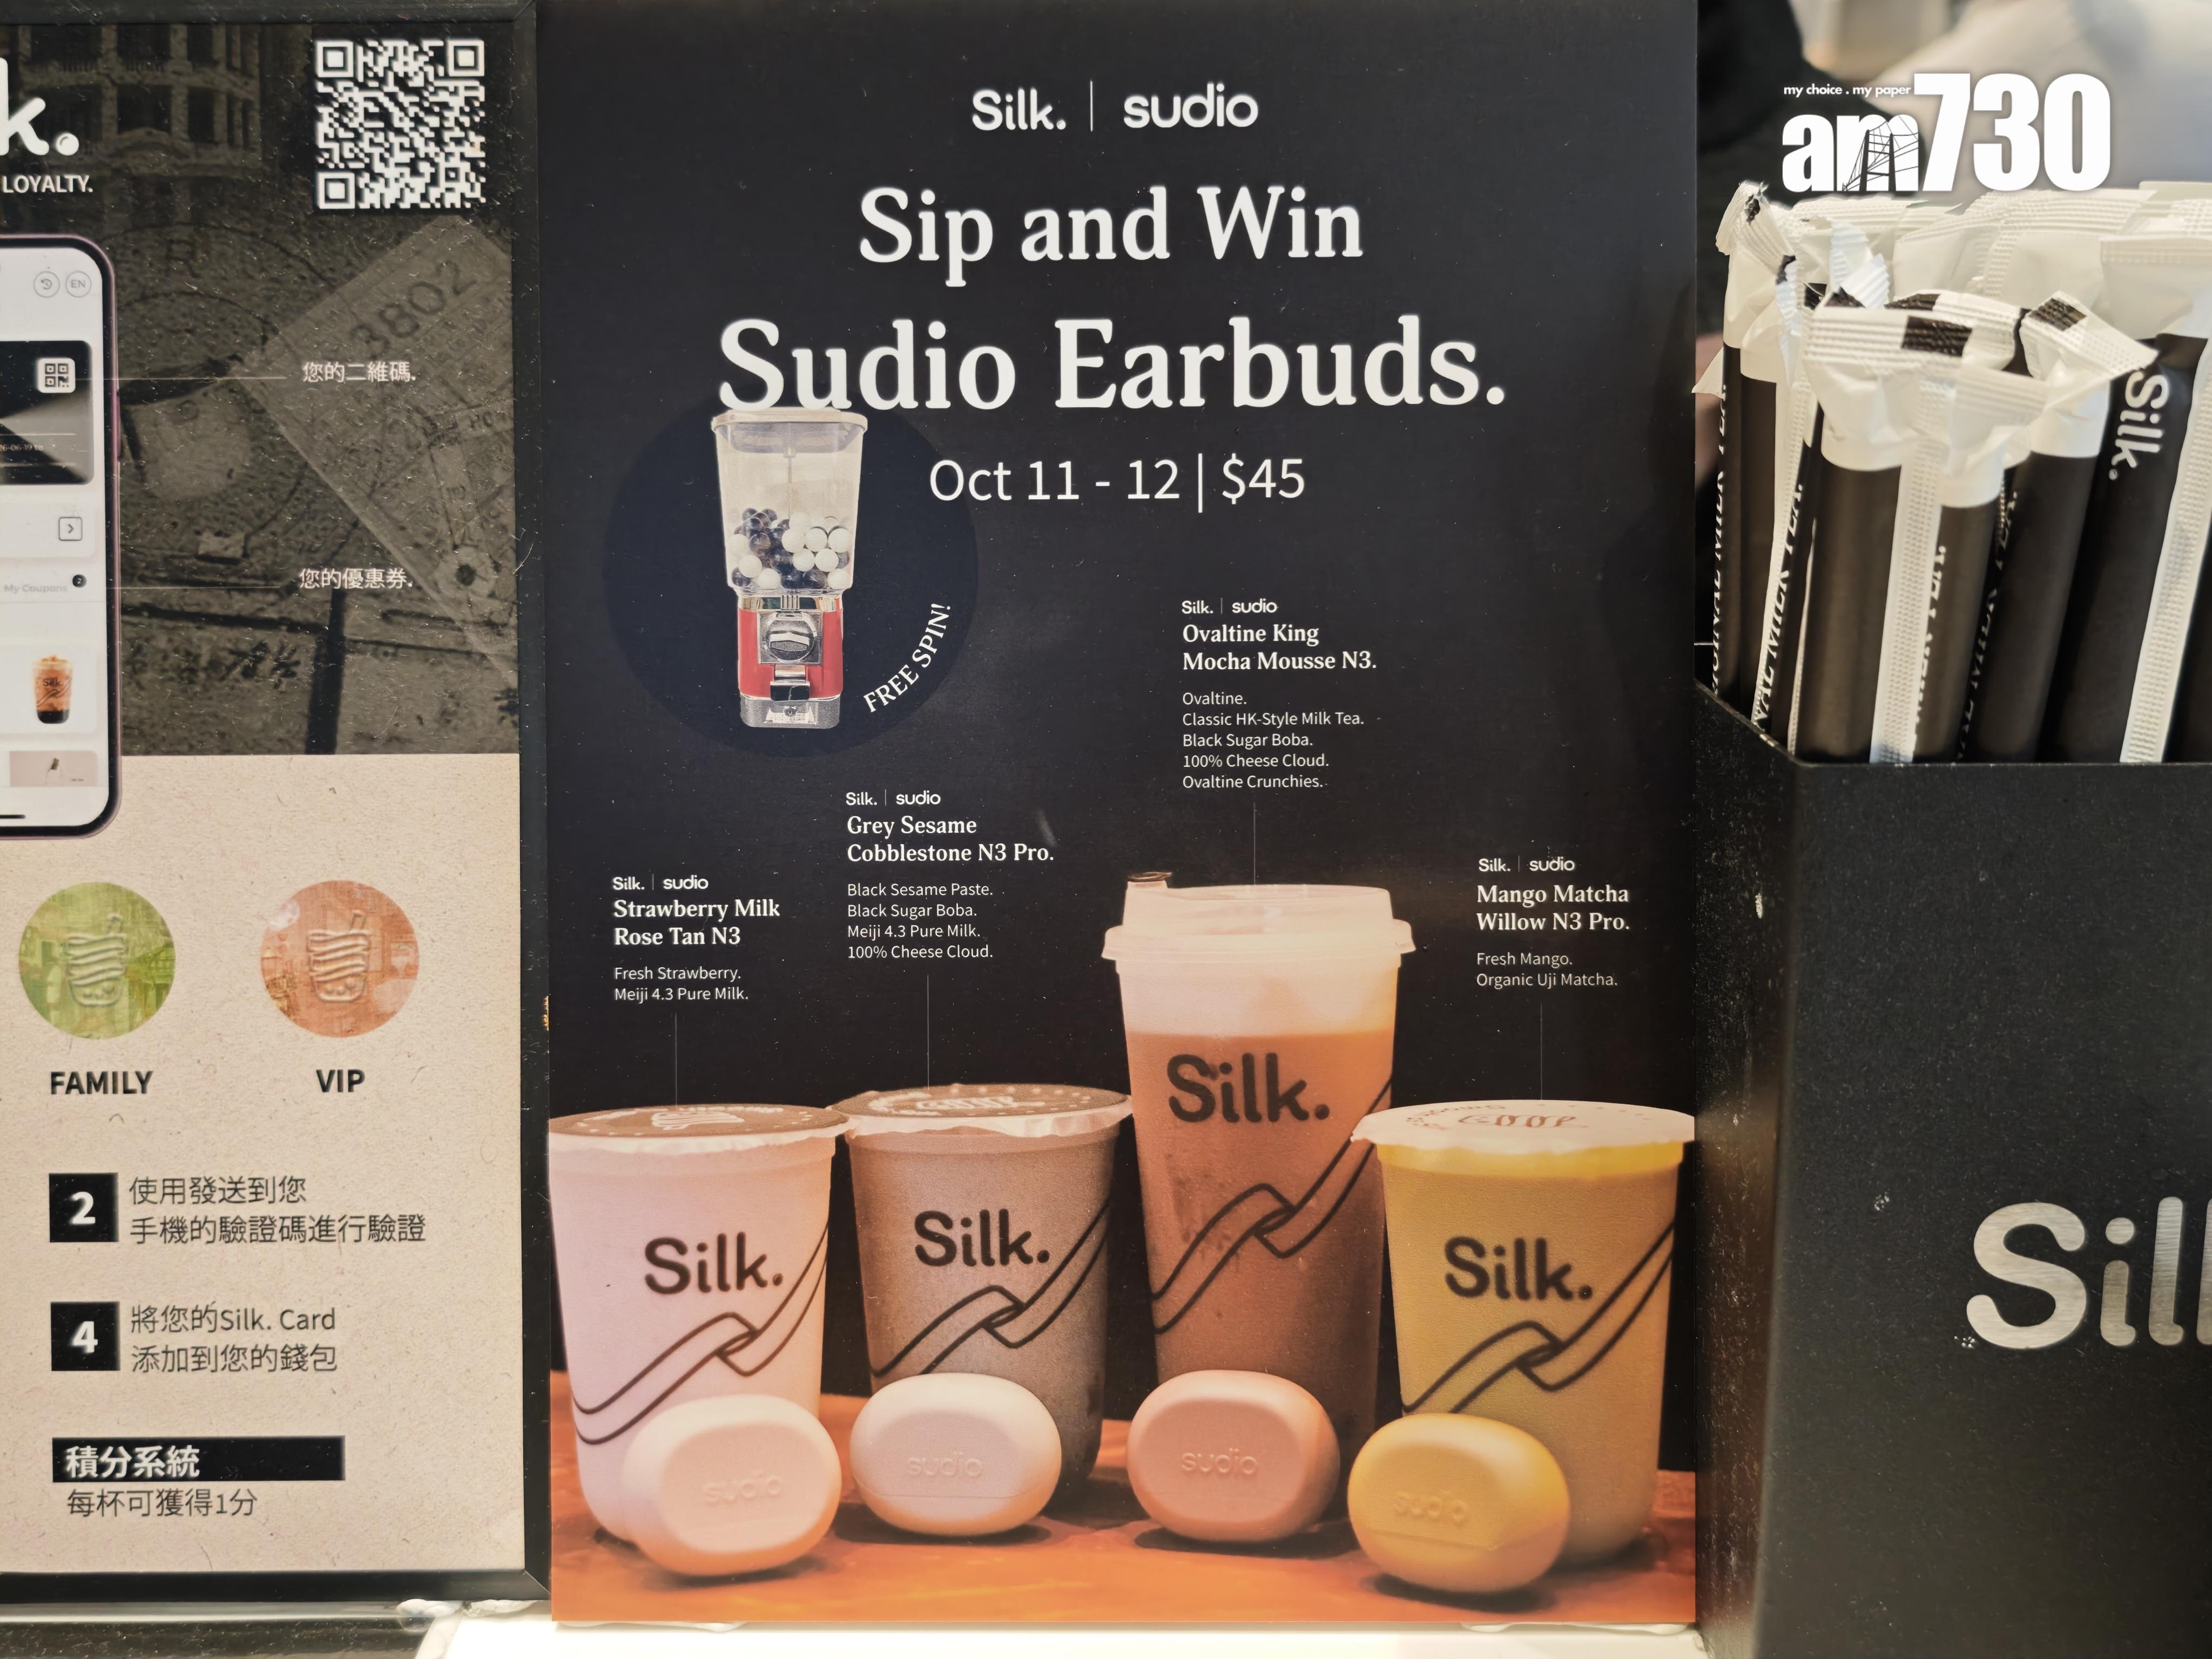 k.
LOYALTY.
EN
您的二維碼.
My Coupons 2
您的優惠券.
3802
FAMILY
VIP
2 使用發送到您
手機的驗證碼進行驗證
4 將您的Silk. Card
添加到您的錢包
積分系統
每杯可獲得1分
Silk. | sudio
Sip and Win
Sudio Earbuds.
Oct 11 - 12 | $45
FREE SPIN!
Silk. | sudio
Ovaltine King
Mocha Mousse N3.
Ovaltine.
Classic HK-Style Milk Tea.
Black Sugar Boba.
100% Cheese Cloud.
Ovaltine Crunchies.
Silk. | sudio
Grey Sesame
Cobblestone N3 Pro.
Black Sesame Paste.
Black Sugar Boba.
Meiji 4.3 Pure Milk.
100% Cheese Cloud.
Silk. | sudio
Strawberry Milk
Rose Tan N3
Fresh Strawberry.
Meiji 4.3 Pure Milk.
Silk. | sudio
Mango Matcha
Willow N3 Pro.
Fresh Mango.
Organic Uji Matcha.
Silk.
Silk.
Silk.
Silk.
sudio
sudio
sudio
sudio
my choice . my paper
am730
Silk.
MILK TEA.
Sil